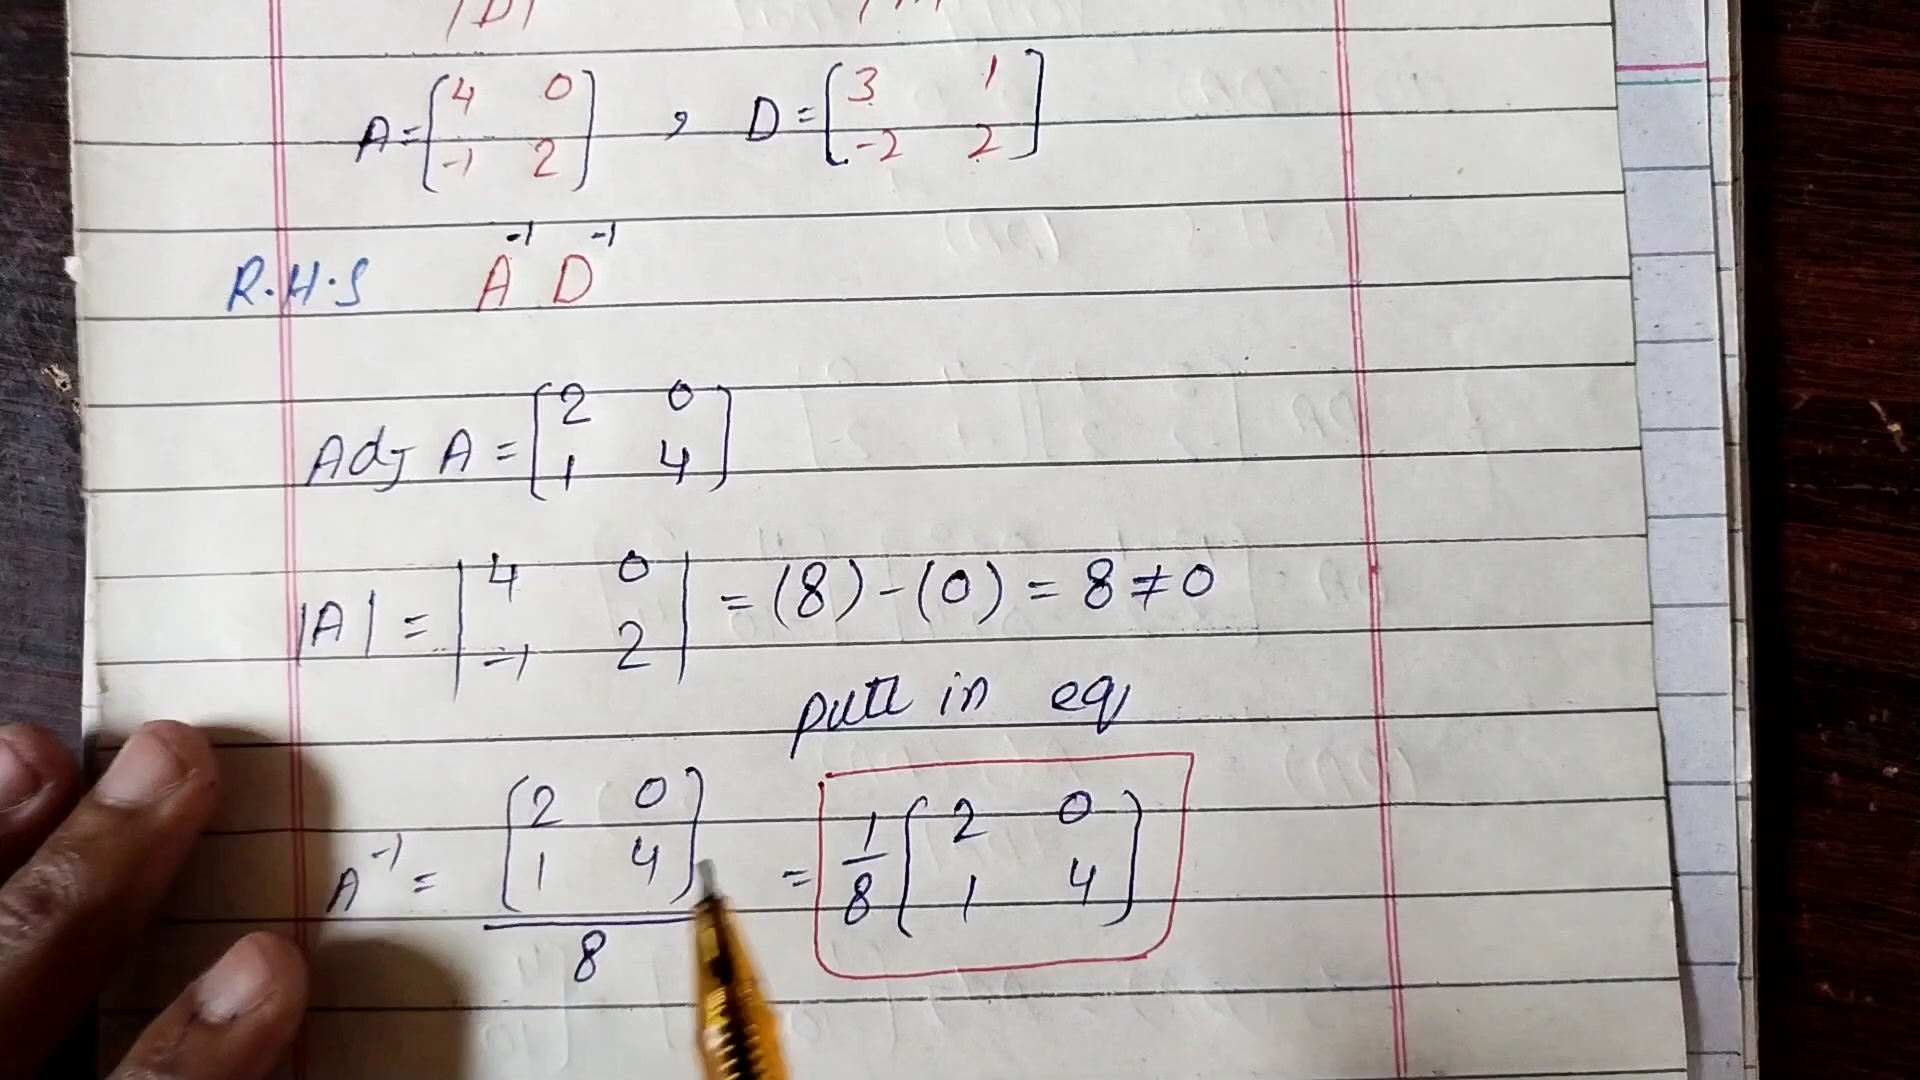 |D|
A = [4 0 -1 2] , D = [3 1 -2 2]
R.H.S A⁻¹ D⁻¹
Adj A = [2 0 1 4]
|A| = |4 0 -1 2| = (8) - (0) = 8 ≠ 0
put in eq
A⁻¹ = [2 0 1 4] / 8 = 1/8 [2 0 1 4]